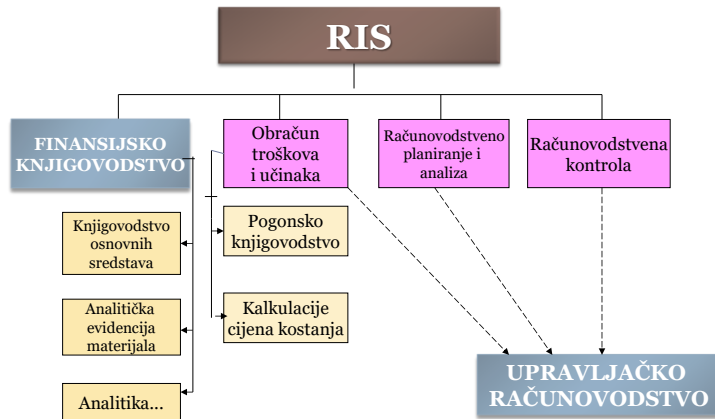 RIS
FINANSIJSKO
KNJIGOVODSTVO
Obračun
troškova
i učinaka
Računovodstveno
planiranje i
analiza
Računovodstvena
kontrola
Knjigovodstvo
osnovnih
sredstava
Pogonsko
knjigovodstvo
Analitička
evidencija
materijala
Kalkulacije
cijena kostanja
Analitika...
UPRAVLJAČKO
RAČUNOVODSTVO